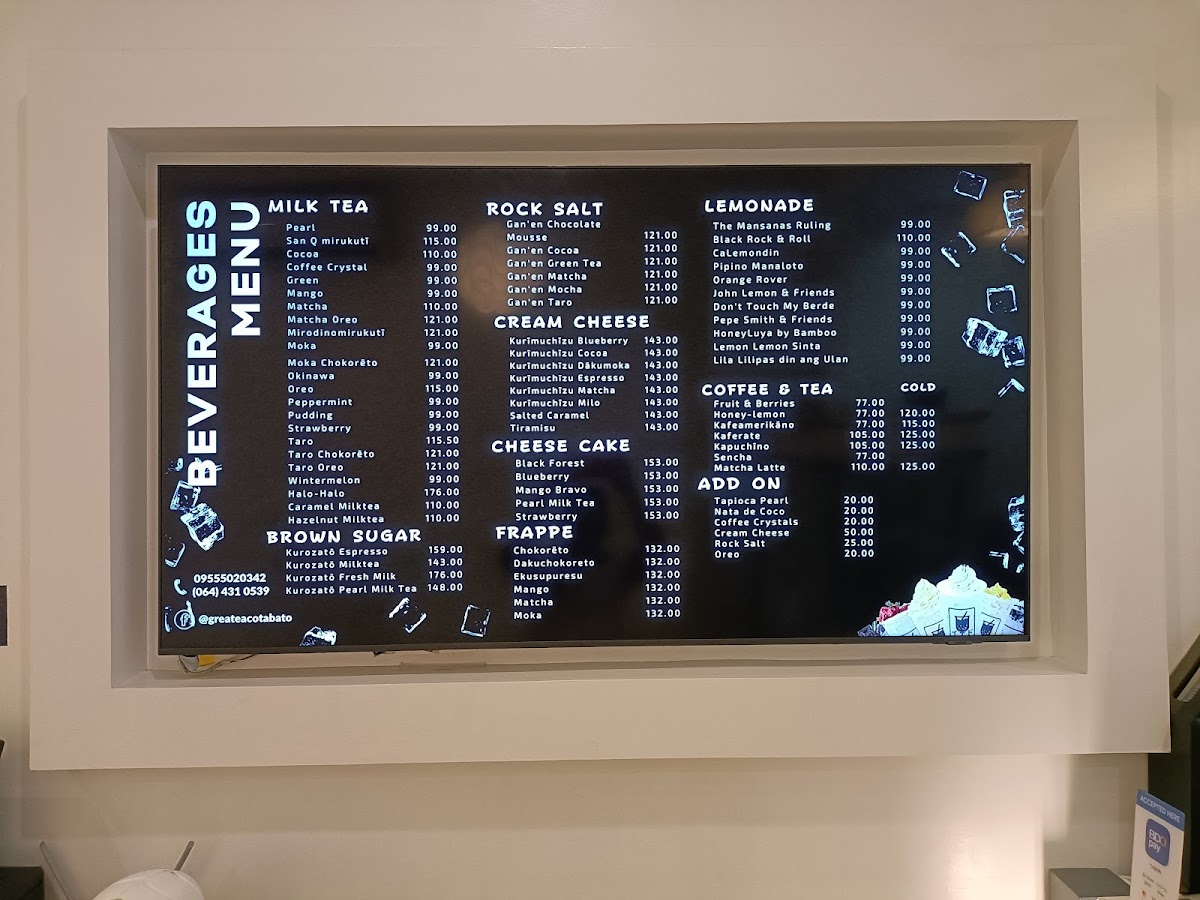 BEVERAGES
MENU
MILK TEA
Pearl 99.00
San Q mirukutī 115.00
Cocoa 110.00
Coffee Crystal 99.00
Green 99.00
Mango 99.00
Matcha 110.00
Matcha Oreo 121.00
Mirodinomirukutī 121.00
Moka 99.00
Moka Chokorēto 121.00
Okinawa 99.00
Oreo 115.00
Peppermint 99.00
Pudding 99.00
Strawberry 99.00
Taro 115.50
Taro Chokorēto 121.00
Taro Oreo 121.00
Wintermelon 99.00
Halo-Halo 176.00
Caramel Milktea 110.00
Hazelnut Milktea 110.00
BROWN SUGAR
Kurozatō Espresso 159.00
Kurozatō Milktea 143.00
Kurozatō Fresh Milk 176.00
Kurozatō Pearl Milk Tea 148.00
09555020342
(064) 431 0539
@greateacotabato
ROCK SALT
Gan'en Chocolate
Mousse 121.00
Gan'en Cocoa 121.00
Gan'en Green Tea 121.00
Gan'en Matcha 121.00
Gan'en Mocha 121.00
Gan'en Taro 121.00
CREAM CHEESE
Kurīmuchīzu Blueberry 143.00
Kurīmuchīzu Cocoa 143.00
Kurīmuchīzu Dākumoka 143.00
Kurīmuchīzu Espresso 143.00
Kurīmuchīzu Matcha 143.00
Kurīmuchīzu Milo 143.00
Salted Caramel 143.00
Tiramisu 143.00
CHEESE CAKE
Black Forest 153.00
Blueberry 153.00
Mango Bravo 153.00
Pearl Milk Tea 153.00
Strawberry 153.00
FRAPPE
Chokorēto 132.00
Dakuchokoreto 132.00
Ekusupuresu 132.00
Mango 132.00
Matcha 132.00
Moka 132.00
LEMONADE
The Mansanas Ruling 99.00
Black Rock & Roll 110.00
CaLemondin 99.00
Pipino Manaloto 99.00
Orange Rover 99.00
John Lemon & Friends 99.00
Don't Touch My Berde 99.00
Pepe Smith & Friends 99.00
HoneyLuya by Bamboo 99.00
Lemon Lemon Sinta 99.00
Lila Lilipas din ang Ulan 99.00
COFFEE & TEA COLD
Fruit & Berries 77.00
Honey-lemon 77.00 120.00
Kafeamerikāno 77.00 115.00
Kaferate 105.00 125.00
Kapuchīno 105.00 125.00
Sencha 77.00
Matcha Latte 110.00 125.00
ADD ON
Tapioca Pearl 20.00
Nata de Coco 20.00
Coffee Crystals 20.00
Cream Cheese 50.00
Rock Salt 25.00
Oreo 20.00
ACCEPTED HERE
BDO
pay